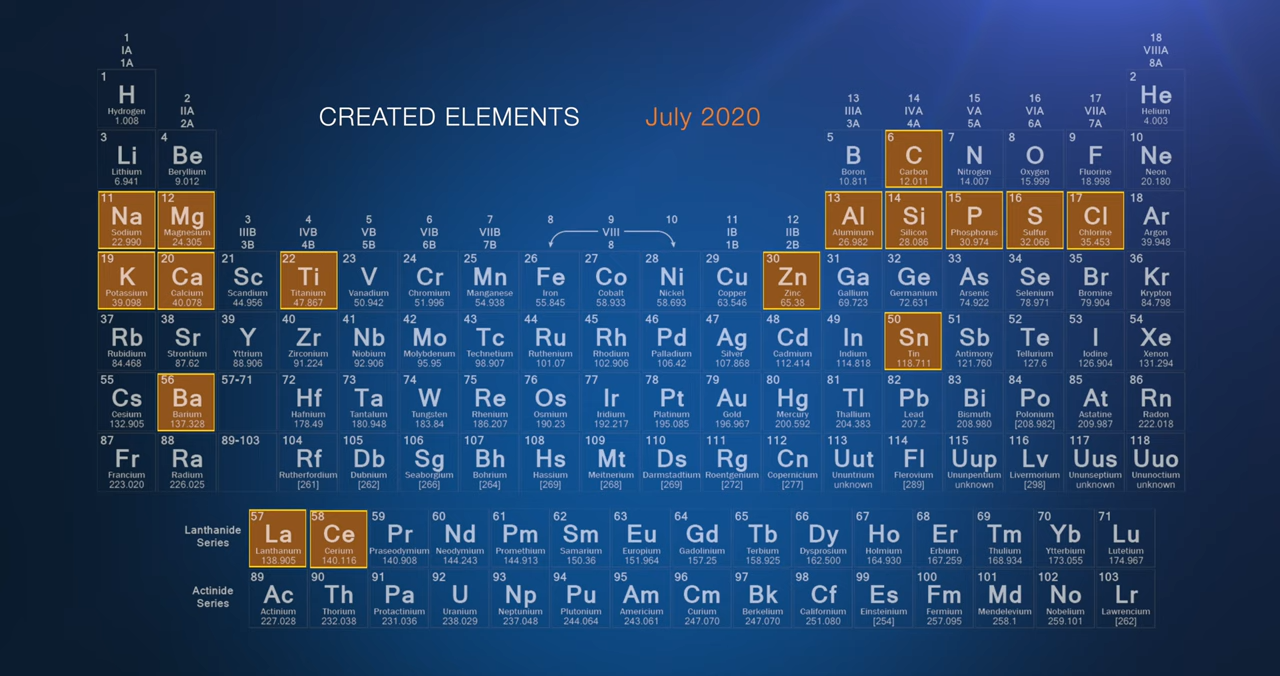 1 18
IA VIIIA
1A 8A
1 2
H 2 13 14 15 16 17 He
Hydrogen IIA CREATED ELEMENTS July 2020 IIIA IVA VA VIA VIIA Helium
1.008 2A 3A 4A 5A 6A 7A 4.003
3 4 5 6 7 8 9 10
Li Be B C N O F Ne
Lithium Beryllium Boron Carbon Nitrogen Oxygen Fluorine Neon
6.941 9.012 10.811 12.011 14.007 15.999 18.998 20.180
11 12 13 14 15 16 17 18
Na Mg 3 4 5 6 7 8 9 10 11 12 Al Si P S Cl Ar
Sodium Magnesium IIIB IVB VB VIB VIIB VIII IB IIB Aluminum Silicon Phosphorus Sulfur Chlorine Argon
22.990 24.305 3B 4B 5B 6B 7B 8 1B 2B 26.982 28.086 30.974 32.066 35.453 39.948
19 20 21 22 23 24 25 26 27 28 29 30 31 32 33 34 35 36
K Ca Sc Ti V Cr Mn Fe Co Ni Cu Zn Ga Ge As Se Br Kr
Potassium Calcium Scandium Titanium Vanadium Chromium Manganese Iron Cobalt Nickel Copper Zinc Gallium Germanium Arsenic Selenium Bromine Krypton
39.098 40.078 44.956 47.867 50.942 51.996 54.938 55.845 58.933 58.693 63.546 65.38 69.723 72.631 74.922 78.971 79.904 84.798
37 38 39 40 41 42 43 44 45 46 47 48 49 50 51 52 53 54
Rb Sr Y Zr Nb Mo Tc Ru Rh Pd Ag Cd In Sn Sb Te I Xe
Rubidium Strontium Yttrium Zirconium Niobium Molybdenum Technetium Ruthenium Rhodium Palladium Silver Cadmium Indium Tin Antimony Tellurium Iodine Xenon
84.468 87.62 88.906 91.224 92.906 95.95 98.907 101.07 102.906 106.42 107.868 112.414 114.818 118.711 121.760 127.6 126.904 131.294
55 56 57-71 72 73 74 75 76 77 78 79 80 81 82 83 84 85 86
Cs Ba Hf Ta W Re Os Ir Pt Au Hg Tl Pb Bi Po At Rn
Cesium Barium Hafnium Tantalum Tungsten Rhenium Osmium Iridium Platinum Gold Mercury Thallium Lead Bismuth Polonium Astatine Radon
132.905 137.328 178.49 180.948 183.84 186.207 190.23 192.217 195.085 196.967 200.592 204.383 207.2 208.980 [208.982] 209.987 222.018
87 88 89-103 104 105 106 107 108 109 110 111 112 113 114 115 116 117 118
Fr Ra Rf Db Sg Bh Hs Mt Ds Rg Cn Uut Fl Uup Lv Uus Uuo
Francium Radium Rutherfordium Dubnium Seaborgium Bohrium Hassium Meitnerium Darmstadtium Roentgenium Copernicium Ununtrium Flerovium Ununpentium Livermorium Ununseptium Ununoctium
223.020 226.025 [261] [262] [266] [264] [269] [268] [269] [272] [277] unknown [289] unknown [298] unknown unknown
57 58 59 60 61 62 63 64 65 66 67 68 69 70 71
Lanthanide Series La Ce Pr Nd Pm Sm Eu Gd Tb Dy Ho Er Tm Yb Lu
Lanthanum Cerium Praseodymium Neodymium Promethium Samarium Europium Gadolinium Terbium Dysprosium Holmium Erbium Thulium Ytterbium Lutetium
138.905 140.116 140.908 144.243 144.913 150.36 151.964 157.25 158.925 162.500 164.930 167.259 168.934 173.055 174.967
89 90 91 92 93 94 95 96 97 98 99 100 101 102 103
Actinide Series Ac Th Pa U Np Pu Am Cm Bk Cf Es Fm Md No Lr
Actinium Thorium Protactinium Uranium Neptunium Plutonium Americium Curium Berkelium Californium Einsteinium Fermium Mendelevium Nobelium Lawrencium
227.028 232.038 231.036 238.029 237.048 244.064 243.061 247.070 247.070 251.080 [254] 257.095 258.1 259.101 [262]